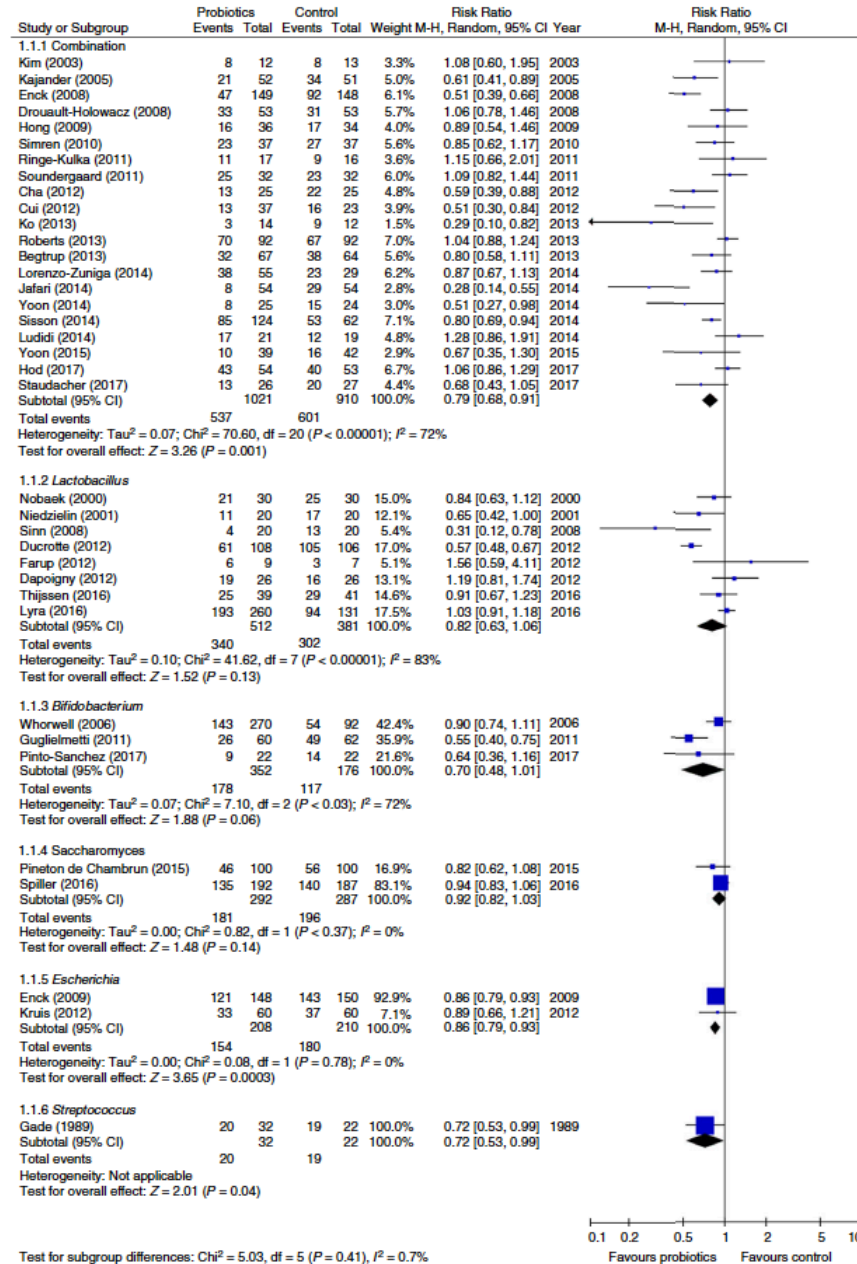 Probiotics Control Risk Ratio Risk Ratio
Study or Subgroup Events Total Events Total Weight M-H, Random, 95% CI Year M-H, Random, 95% CI
1.1.1 Combination
Kim (2003) 8 12 8 13 3.3% 1.08 [0.60, 1.95] 2003
Kajander (2005) 21 52 34 51 5.1% 0.61 [0.41, 0.89] 2005
Enck (2008) 47 149 92 148 6.1% 0.51 [0.39, 0.66] 2008
Drouault-Holowacz (2008) 33 53 31 53 5.7% 1.06 [0.78, 1.46] 2008
Hong (2009) 16 36 17 34 3.9% 0.89 [0.54, 1.46] 2009
Simren (2010) 23 37 27 37 5.6% 0.85 [0.62, 1.17] 2010
Ringe-Kulka (2011) 11 17 9 16 3.8% 1.15 [0.66, 2.01] 2011
Soundergaard (2011) 25 32 23 32 5.9% 1.09 [0.82, 1.44] 2011
Cha (2012) 13 25 22 25 4.8% 0.59 [0.39, 0.88] 2012
Cui (2012) 13 37 16 23 3.7% 0.51 [0.30, 0.84] 2012
Ko (2013) 3 14 9 12 1.5% 0.29 [0.10, 0.82] 2013
Roberts (2013) 70 92 67 92 7.0% 1.04 [0.88, 1.24] 2013
Begtrup (2013) 32 67 38 64 5.5% 0.80 [0.58, 1.11] 2013
Lorenzo-Zuniga (2014) 38 55 23 29 6.2% 0.87 [0.67, 1.13] 2014
Jafari (2014) 8 54 29 54 2.8% 0.28 [0.14, 0.55] 2014
Yoon (2014) 8 25 15 24 3.0% 0.51 [0.27, 0.98] 2014
Sisson (2014) 85 124 53 62 7.1% 0.80 [0.69, 0.94] 2014
Ludidi (2014) 17 21 12 19 4.8% 1.28 [0.86, 1.91] 2014
Yoon (2015) 10 39 16 42 2.9% 0.67 [0.35, 1.30] 2015
Hod (2017) 43 54 40 53 6.6% 1.06 [0.86, 1.29] 2017
Staudacher (2017) 13 26 20 27 4.4% 0.68 [0.43, 1.05] 2017
Subtotal (95% CI) 1021 910 100.0% 0.79 [0.68, 0.91]
Total events 537 601
Heterogeneity: Tau² = 0.07; Chi² = 70.60, df = 20 (P < 0.00001); I² = 72%
Test for overall effect: Z = 3.26 (P = 0.001)
1.1.2 Lactobacillus
Nobaek (2000) 21 30 25 30 15.0% 0.84 [0.63, 1.12] 2000
Niedzielin (2001) 11 20 17 20 12.1% 0.65 [0.42, 1.00] 2001
Sinn (2008) 4 20 13 20 5.4% 0.31 [0.12, 0.78] 2008
Ducrotte (2012) 61 108 105 106 17.0% 0.57 [0.48, 0.67] 2012
Farup (2012) 6 9 3 7 5.1% 1.56 [0.59, 4.11] 2012
Dapoigny (2012) 19 26 16 26 13.1% 1.19 [0.81, 1.74] 2012
Thijssen (2016) 25 39 29 41 14.6% 0.91 [0.67, 1.23] 2016
Lyra (2016) 193 260 94 131 17.5% 1.03 [0.91, 1.18] 2016
Subtotal (95% CI) 512 381 100.0% 0.82 [0.63, 1.06]
Total events 340 302
Heterogeneity: Tau² = 0.10; Chi² = 41.62, df = 7 (P < 0.00001); I² = 83%
Test for overall effect: Z = 1.52 (P = 0.13)
1.1.3 Bifidobacterium
Whorwell (2006) 143 270 54 92 42.4% 0.90 [0.74, 1.11] 2006
Guglielmetti (2011) 26 60 49 62 35.9% 0.55 [0.40, 0.75] 2011
Pinto-Sanchez (2017) 9 22 14 22 21.6% 0.64 [0.36, 1.16] 2017
Subtotal (95% CI) 352 176 100.0% 0.70 [0.48, 1.01]
Total events 178 117
Heterogeneity: Tau² = 0.07; Chi² = 7.10, df = 2 (P < 0.03); I² = 72%
Test for overall effect: Z = 1.88 (P = 0.06)
1.1.4 Saccharomyces
Pineton de Chambrun (2015) 46 100 56 100 16.9% 0.82 [0.62, 1.08] 2015
Spiller (2016) 135 192 140 187 83.1% 0.94 [0.83, 1.06] 2016
Subtotal (95% CI) 292 287 100.0% 0.92 [0.82, 1.03]
Total events 181 196
Heterogeneity: Tau² = 0.00; Chi² = 0.82, df = 1 (P < 0.37); I² = 0%
Test for overall effect: Z = 1.48 (P = 0.14)
1.1.5 Escherichia
Enck (2009) 121 148 143 150 92.9% 0.86 [0.79, 0.93] 2009
Kruis (2012) 33 60 37 60 7.1% 0.89 [0.66, 1.21] 2012
Subtotal (95% CI) 208 210 100.0% 0.86 [0.79, 0.93]
Total events 154 180
Heterogeneity: Tau² = 0.00; Chi² = 0.08, df = 1 (P = 0.78); I² = 0%
Test for overall effect: Z = 3.65 (P = 0.0003)
1.1.6 Streptococcus
Gade (1989) 20 32 19 22 100.0% 0.72 [0.53, 0.99] 1989
Subtotal (95% CI) 32 22 100.0% 0.72 [0.53, 0.99]
Total events 20 19
Heterogeneity: Not applicable
Test for overall effect: Z = 2.01 (P = 0.04)
0.1 0.2 0.5 1 2 5 10
Test for subgroup differences: Chi² = 5.03, df = 5 (P = 0.41), I² = 0.7% Favours probiotics Favours control